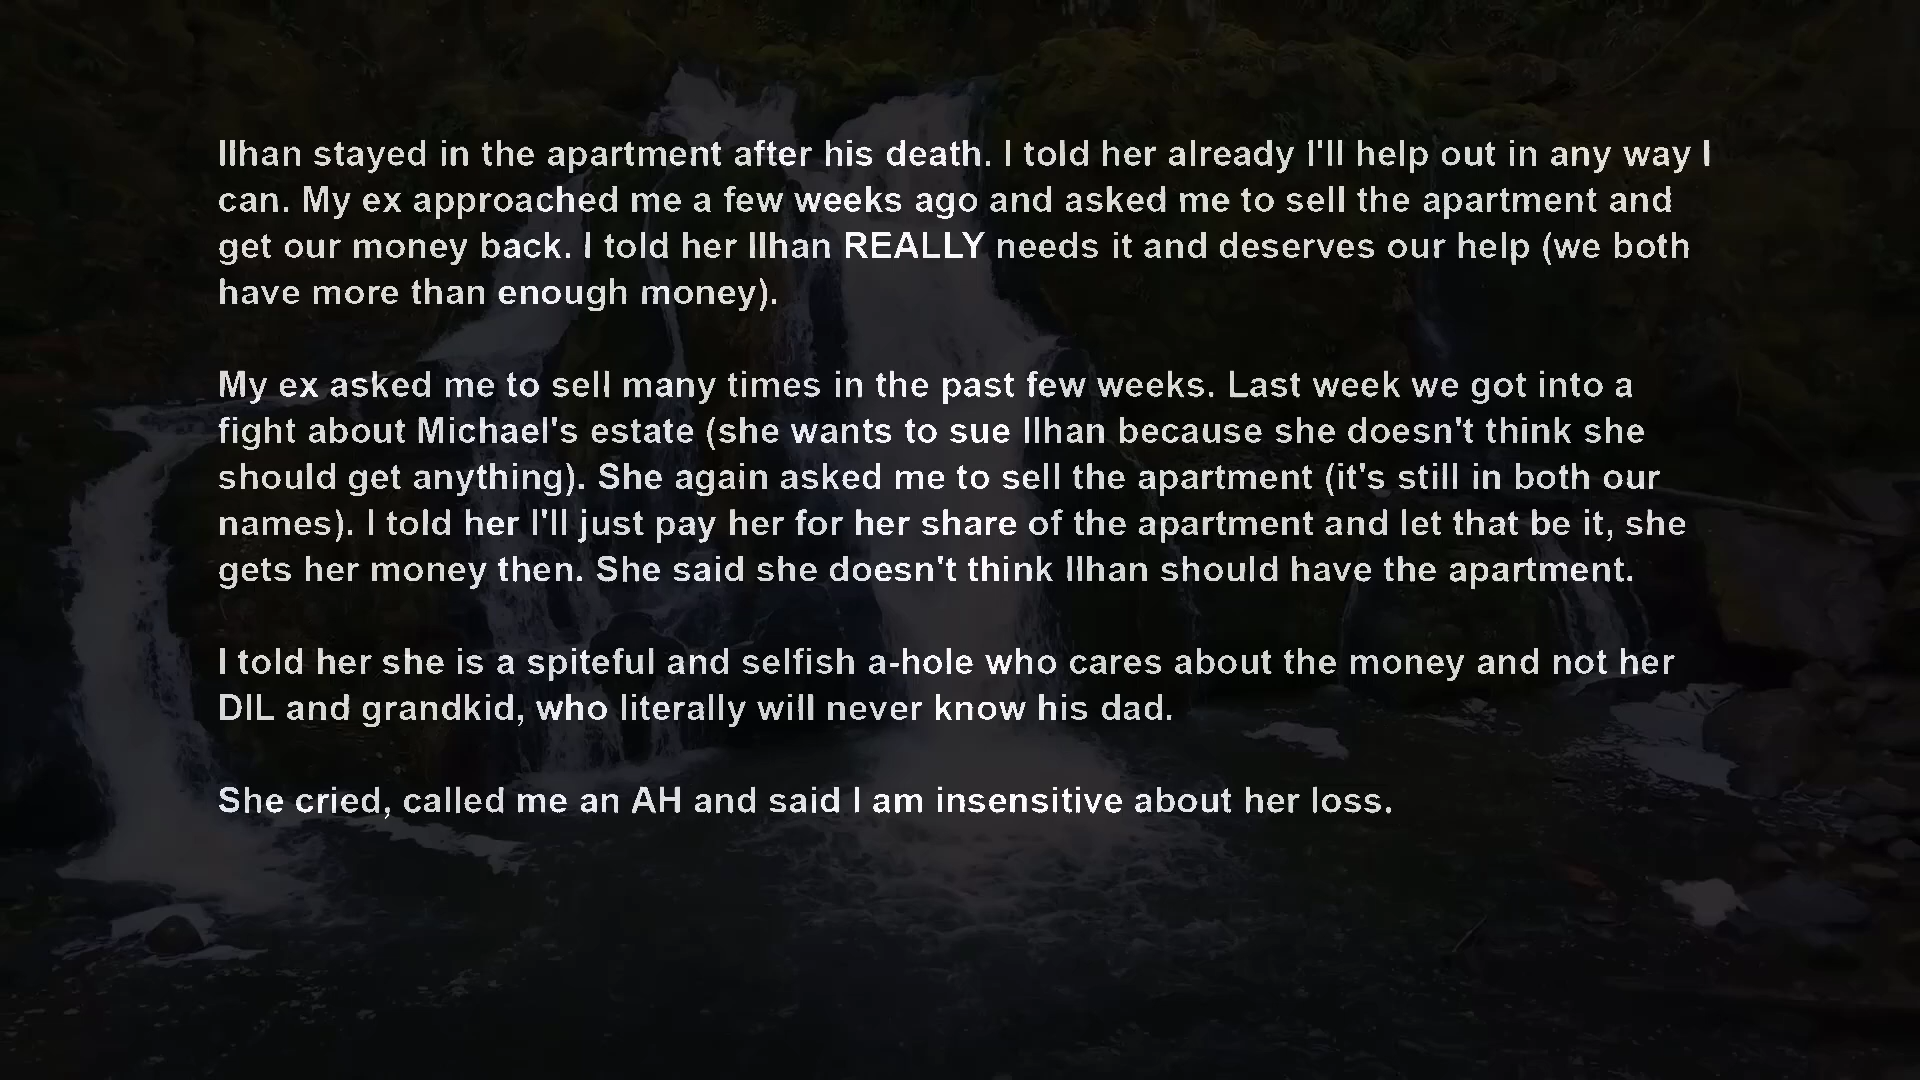 Ilhan stayed in the apartment after his death. I told her already I'll help out in any way I
can. My ex approached me a few weeks ago and asked me to sell the apartment and
get our money back. I told her Ilhan REALLY needs it and deserves our help (we both
have more than enough money).
My ex asked me to sell many times in the past few weeks. Last week we got into a
fight about Michael's estate (she wants to sue Ilhan because she doesn't think she
should get anything). She again asked me to sell the apartment (it's still in both our
names). I told her I'll just pay her for her share of the apartment and let that be it, she
gets her money then. She said she doesn't think Ilhan should have the apartment.
I told her she is a spiteful and selfish a-hole who cares about the money and not her
DIL and grandkid, who literally will never know his dad.
She cried, called me an AH and said I am insensitive about her loss.